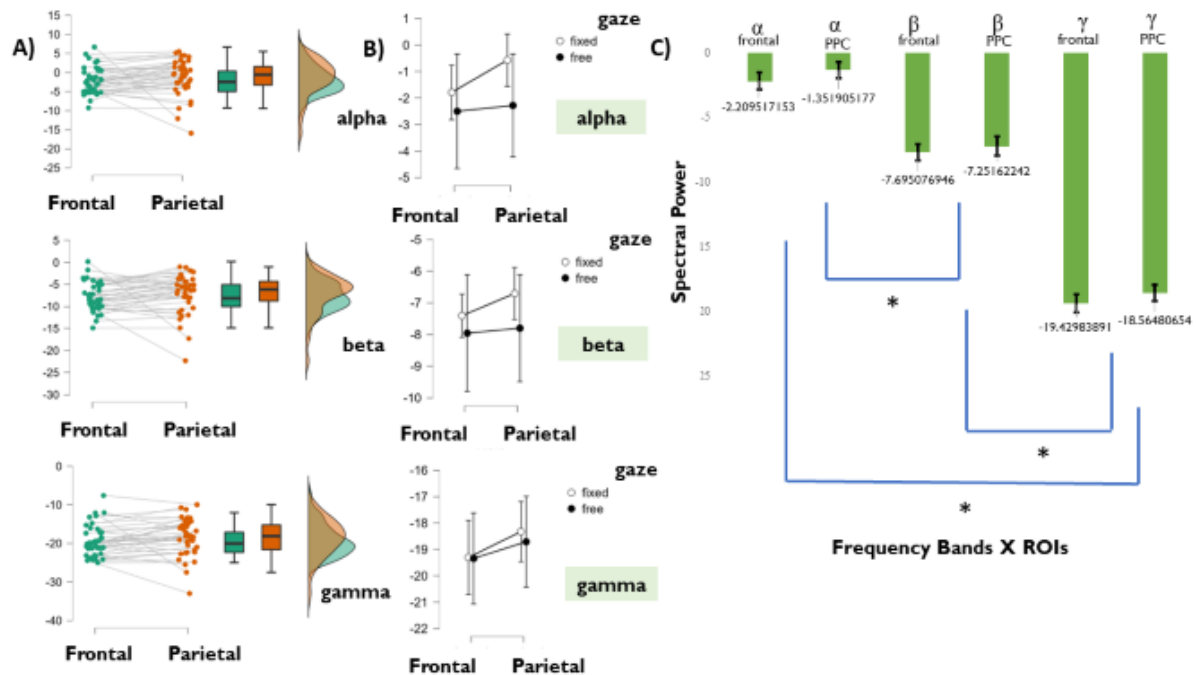 A)
15
10
5
0
-5
-10
-15
20
25
alpha
Frontal Parietal
5
0
-5
-10
-15
-20
-25
-30
beta
Frontal Parietal
0
-10
-20
-30
-40
gamma
Frontal Parietal
B)
gaze
fixed
free
0
-1
-2
-3
-4
-5
alpha
Frontal Parietal
gaze
fixed
free
-5
-6
-7
-8
-9
-10
beta
Frontal Parietal
gaze
fixed
free
-16
-17
-18
-19
-20
-21
-22
gamma
Frontal Parietal
C)
α α β β γ γ
frontal PPC frontal PPC frontal PPC
0
-5
-10
15
20
15
Spectral Power
-2.209517153
-1.351905177
-7.695076946
-7.25162242
-19.42983891
-18.56480654
*
*
*
Frequency Bands X ROIs